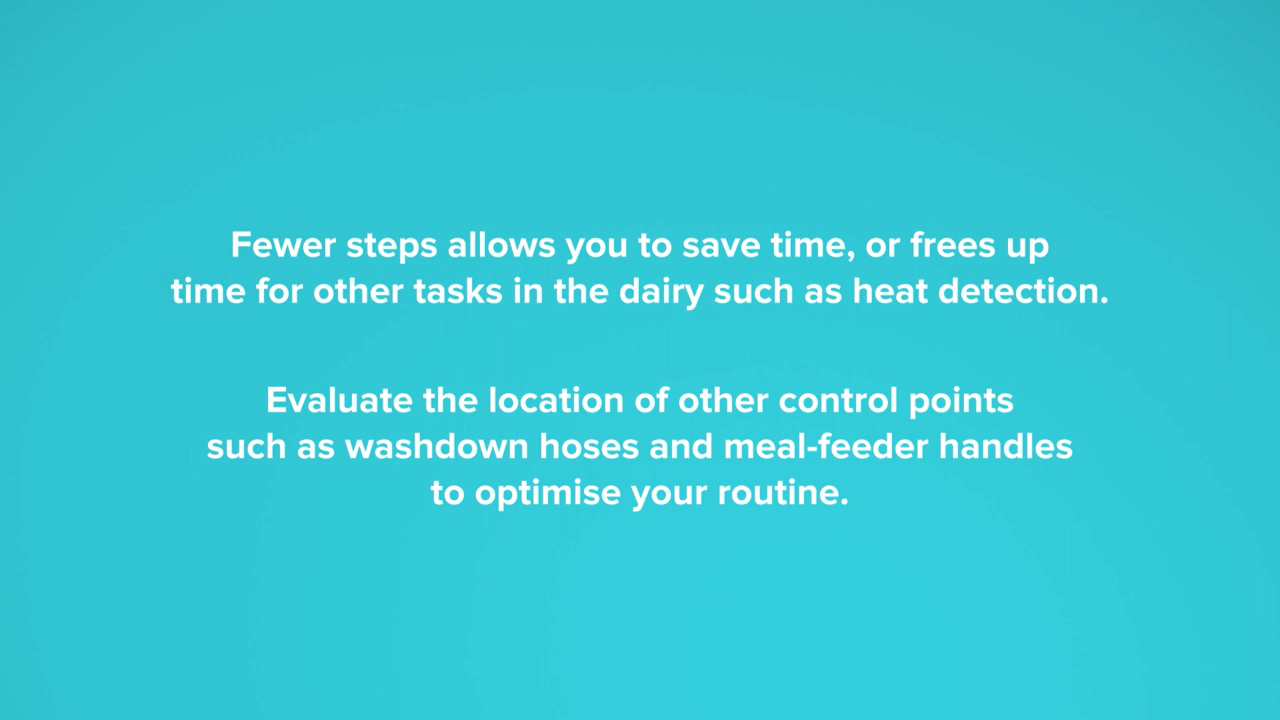 Fewer steps allows you to save time, or frees up
time for other tasks in the dairy such as heat detection.
Evaluate the location of other control points
such as washdown hoses and meal-feeder handles
to optimise your routine.